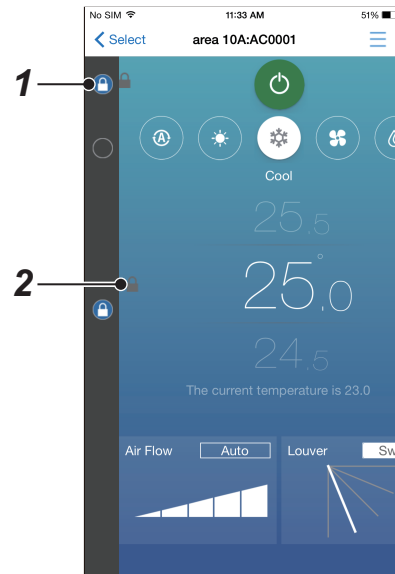 No SIM 11:33 AM 51%
Select area 10A:AC0001
1
A
Cool
25.5
2
25.0°
24.5
The current temperature is 23.0
Air Flow Auto Louver Sw